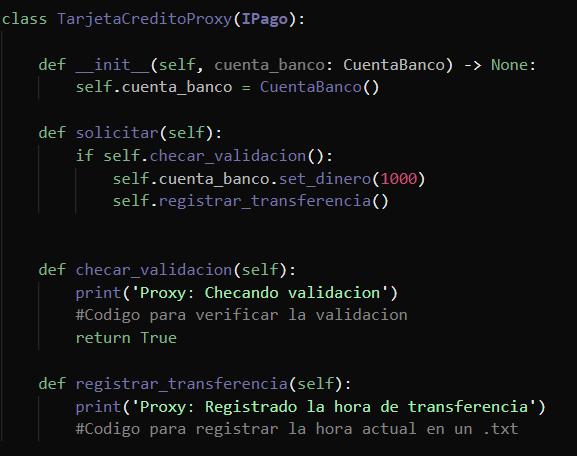 class TarjetaCreditoProxy(IPago):
def __init__(self, cuenta_banco: CuentaBanco) -> None:
self.cuenta_banco = CuentaBanco()
def solicitar(self):
if self.checar_validacion():
self.cuenta_banco.set_dinero(1000)
self.registrar_transferencia()
def checar_validacion(self):
print('Proxy: Checando validacion')
#Codigo para verificar la validacion
return True
def registrar_transferencia(self):
print('Proxy: Registrado la hora de transferencia')
#Codigo para registrar la hora actual en un .txt